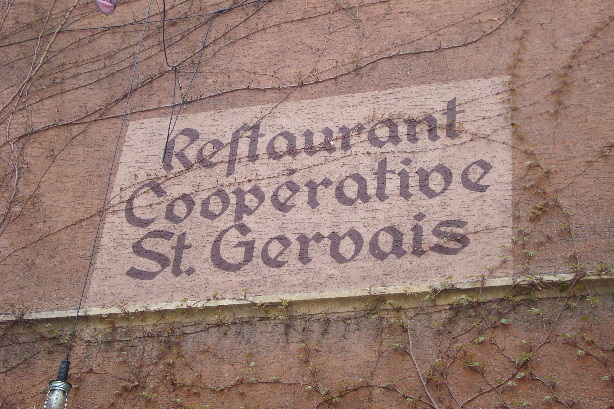 Restaurant
Coopérative
St. Gervais